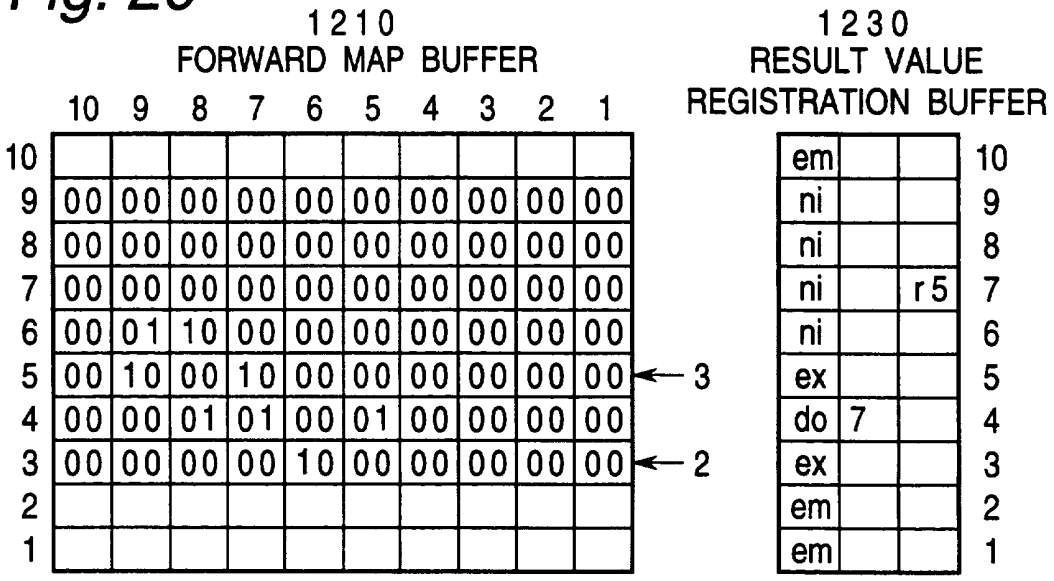 Fig.
1210
FORWARD MAP BUFFER
1230
RESULT VALUE
REGISTRATION BUFFER
10 9 8 7 6 5 4 3 2 1
10 em 10
9 00 00 00 00 00 00 00 00 00 00 ni 9
8 00 00 00 00 00 00 00 00 00 00 ni 8
7 00 00 00 00 00 00 00 00 00 00 ni r5 7
6 00 01 10 00 00 00 00 00 00 00 ni 6
5 00 10 00 10 00 00 00 00 00 00 ← 3 ex 5
4 00 00 01 01 00 01 00 00 00 00 do 7 4
3 00 00 00 00 10 00 00 00 00 00 ← 2 ex 3
2 em 2
1 em 1